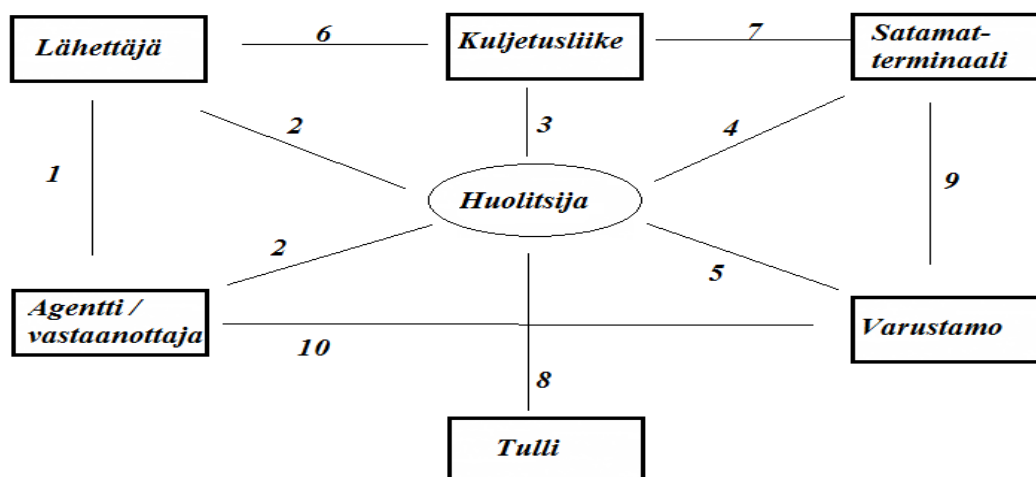 Lähettäjä
6
Kuljetusliike
7
Satamat-
terminaali
1
2
3
4
9
Huolitsija
2
5
Agentti /
vastaanottaja
10
Varustamo
8
Tulli